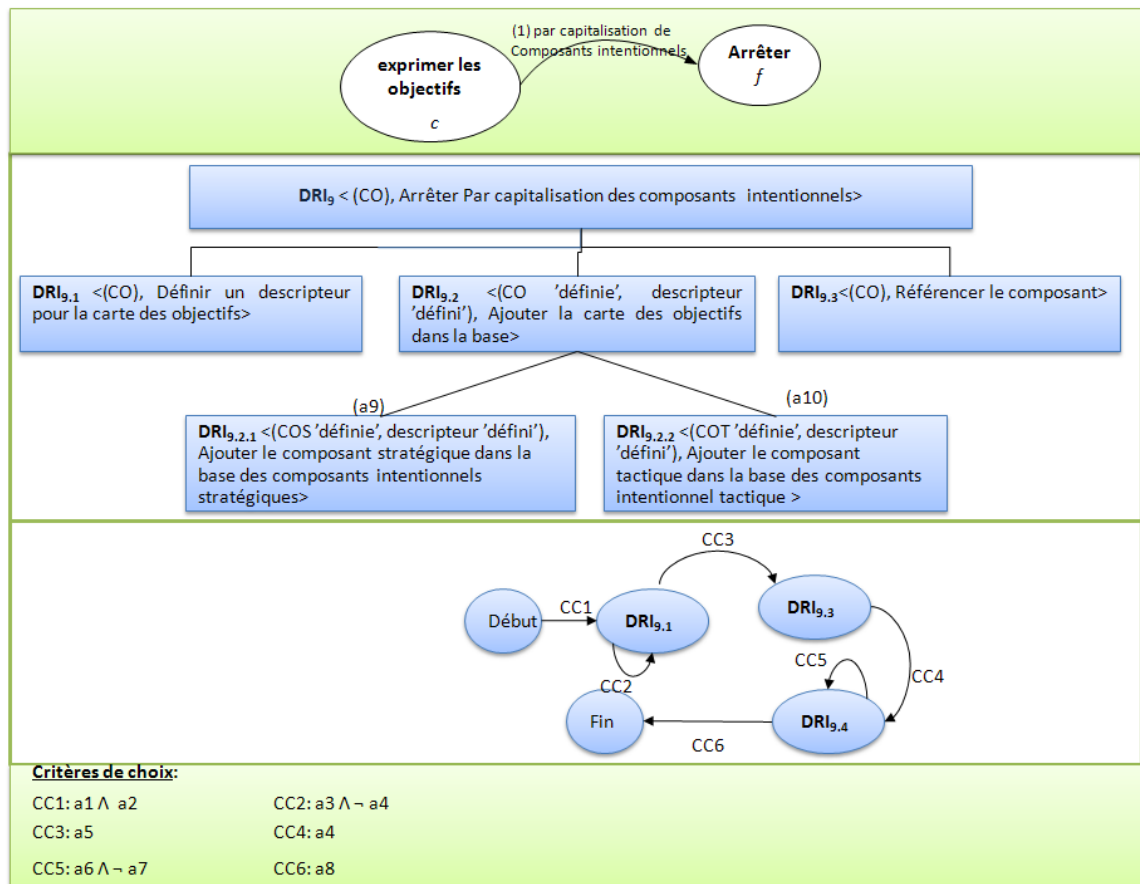 (1) par capitalisation de
Composants intentionnels
exprimer les
objectifs
c
Arrêter
f
DRI9 < (CO), Arrêter Par capitalisation des composants intentionnels>
DRI9.1 <(CO), Définir un descripteur
pour la carte des objectifs>
DRI9.2 <(CO 'définie', descripteur
'défini'), Ajouter la carte des objectifs
dans la base>
DRI9.3<(CO), Référencer le composant>
(a9)
(a10)
DRI9.2.1 <(COS 'définie', descripteur 'défini'),
Ajouter le composant stratégique dans la
base des composants intentionnels
stratégiques>
DRI9.2.2 <(COT 'définie', descripteur
'défini'), Ajouter le composant
tactique dans la base des composants
intentionnel tactique >
CC3
Début
CC1
DRI9.1
DRI9.3
CC2
CC5
CC4
Fin
CC6
DRI9.4
Critères de choix:
CC1: a1 Λ a2
CC2: a3 Λ ¬ a4
CC3: a5
CC4: a4
CC5: a6 Λ ¬ a7
CC6: a8